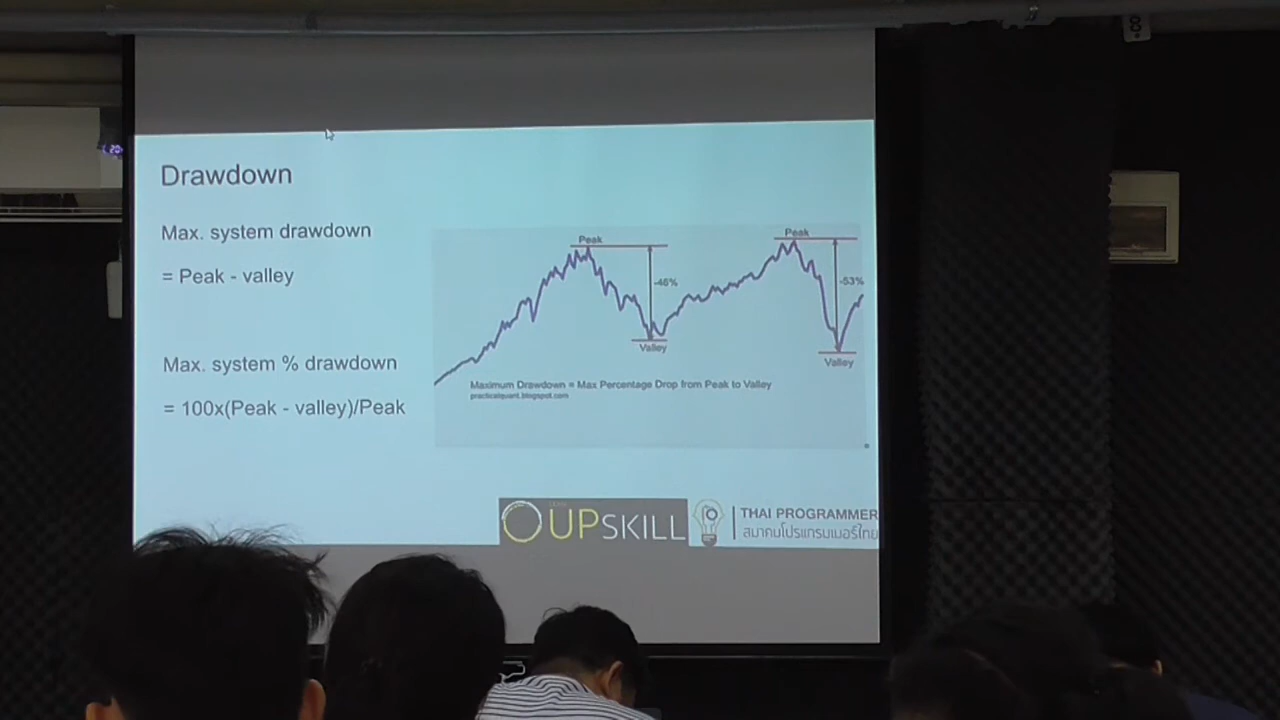 Drawdown
Max. system drawdown
= Peak - valley
Max. system % drawdown
= 100x(Peak - valley)/Peak
Peak
-46%
Valley
Peak
-53%
Valley
Maximum Drawdown = Max Percentage Drop from Peak to Valley
practicalquant.blogspot.com
UPSKILL
THAI PROGRAMMER
สมาคมโปรแกรมเมอร์ไทย